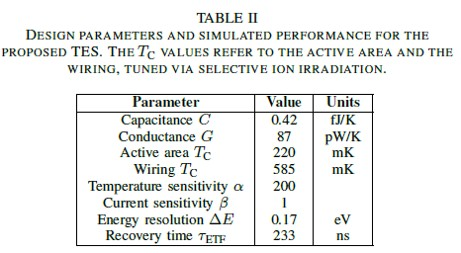 TABLE II
DESIGN PARAMETERS AND SIMULATED PERFORMANCE FOR THE
PROPOSED TES. THE TC VALUES REFER TO THE ACTIVE AREA AND THE
WIRING, TUNED VIA SELECTIVE ION IRRADIATION.
Parameter Value Units
Capacitance C 0.42 fJ/K
Conductance G 87 pW/K
Active area TC 220 mK
Wiring TC 585 mK
Temperature sensitivity α 200
Current sensitivity β 1
Energy resolution ΔE 0.17 eV
Recovery time τETF 233 ns